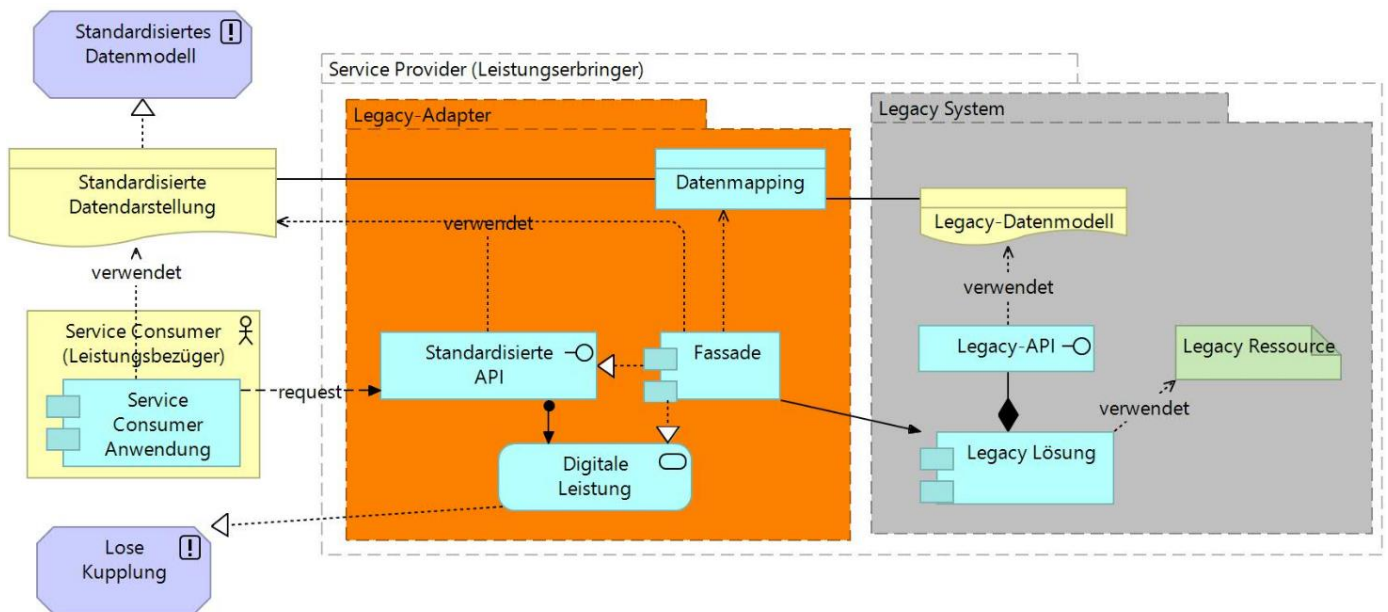 Standardisiertes
Datenmodell
Service Provider (Leistungserbringer)
Legacy-Adapter
Legacy System
Standardisierte
Datendarstellung
Datenmapping
Legacy-Datenmodell
verwendet
verwendet
verwendet
Service Consumer
(Leistungsbezüger)
Standardisierte
API
Fassade
Legacy-API
Legacy Ressource
Service
Consumer
Anwendung
request
verwendet
Digitale
Leistung
Legacy Lösung
Lose
Kupplung